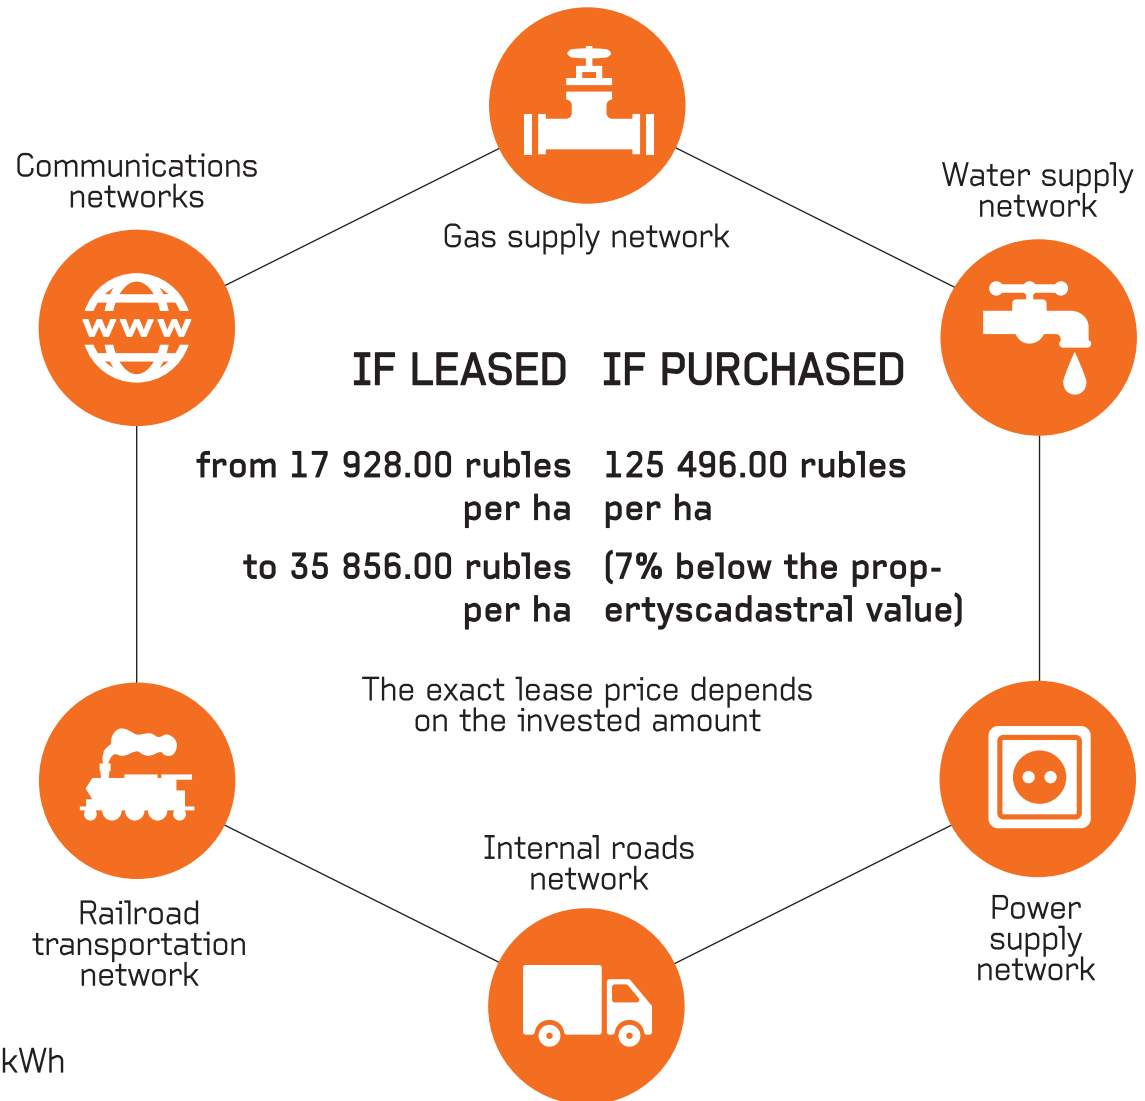 Communications
networks
Gas supply network
Water supply
network
www
IF LEASED IF PURCHASED
from 17 928.00 rubles
per ha
to 35 856.00 rubles
per ha
125 496.00 rubles
per ha
(7% below the prop-
ertyscadastral value)
The exact lease price depends
on the invested amount
Internal roads
network
Railroad
transportation
network
Power
supply
network
kWh